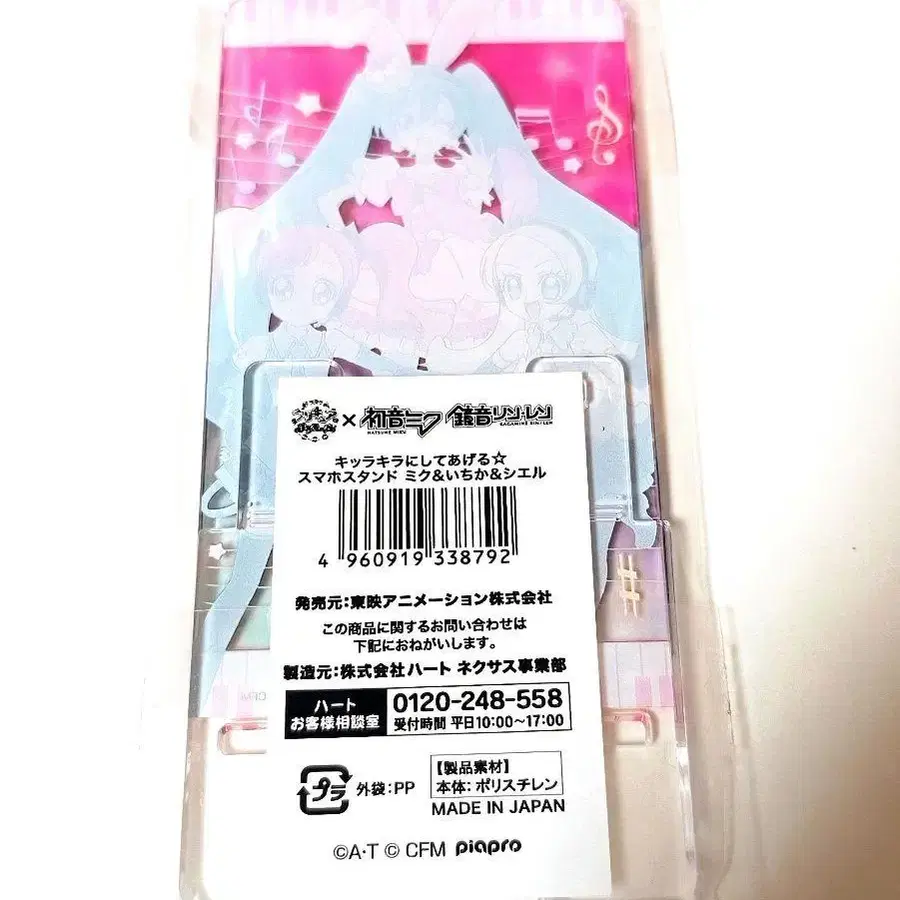 × 初音ミク 鏡音リン・レン
HATSUNE MIKU KAGAMINE RIN/LEN
キッラキラにしてあげる☆
スマホスタンド ミク&いちか&シエル
4 960919 338792
発売元:東映アニメーション株式会社
この商品に関するお問い合わせは
下記におねがいします。
製造元:株式会社ハート ネクサス事業部
ハート
お客様相談室
0120-248-558
受付時間 平日10:00〜17:00
プラ
外袋:PP
【製品素材】
本体:ポリスチレン
MADE IN JAPAN
©A・T © CFM piapro